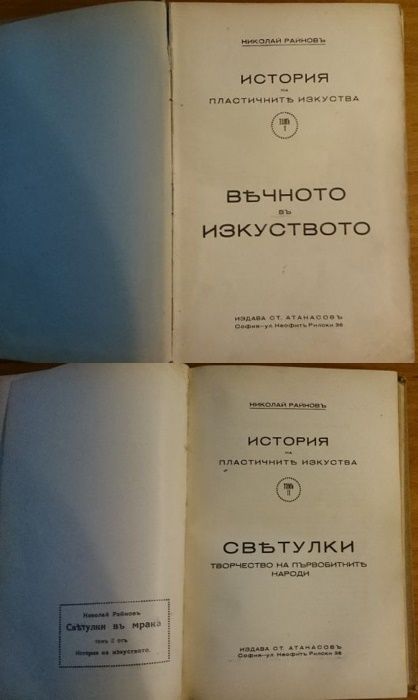 НИКОЛАЙ РАЙНОВЪ
ИСТОРИЯ
НА
ПЛАСТИЧНИТѢ ИЗКУСТВА
ТОМЪ
I
ВѢЧНОТО
ВЪ
ИЗКУСТВОТО
ИЗДАВА СТ. АТАНАСОВЪ
София—ул. Неофитъ Рилски 36
НИКОЛАЙ РАЙНОВЪ
ИСТОРИЯ
НА
ПЛАСТИЧНИТѢ ИЗКУСТВА
ТОМЪ
II
СВѢТУЛКИ
ТВОРЧЕСТВО НА ПЪРВОБИТНИТѢ
НАРОДИ
ИЗДАВА СТ. АТАНАСОВЪ
София—ул. Неофитъ Рилски 36
Николай Райновъ
Свѣтулки въ мрака
томъ II отъ
История на изкуството.